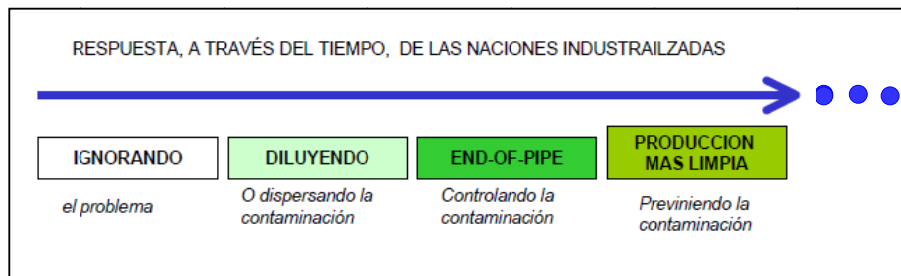 RESPUESTA, A TRAVÉS DEL TIEMPO, DE LAS NACIONES INDUSTRAILZADAS
IGNORANDO
DILUYENDO
END-OF-PIPE
PRODUCCION
MAS LIMPIA
el problema
O dispersando la
contaminación
Controlando la
contaminación
Previniendo la
contaminación